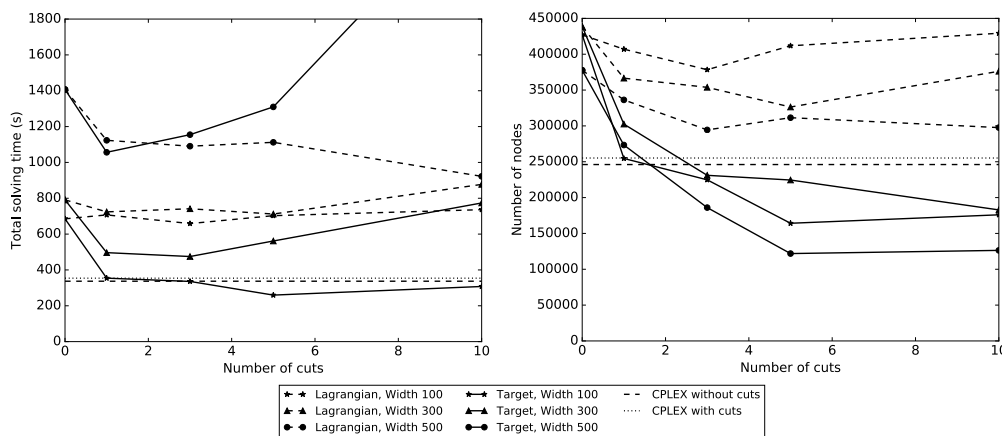 1800
1600
1400
1200
1000
800
600
400
200
0
Total solving time (s)
0 2 4 6 8 10
Number of cuts
450000
400000
350000
300000
250000
200000
150000
100000
50000
0
Number of nodes
0 2 4 6 8 10
Number of cuts
Lagrangian, Width 100
Lagrangian, Width 300
Lagrangian, Width 500
Target, Width 100
Target, Width 300
Target, Width 500
CPLEX without cuts
CPLEX with cuts